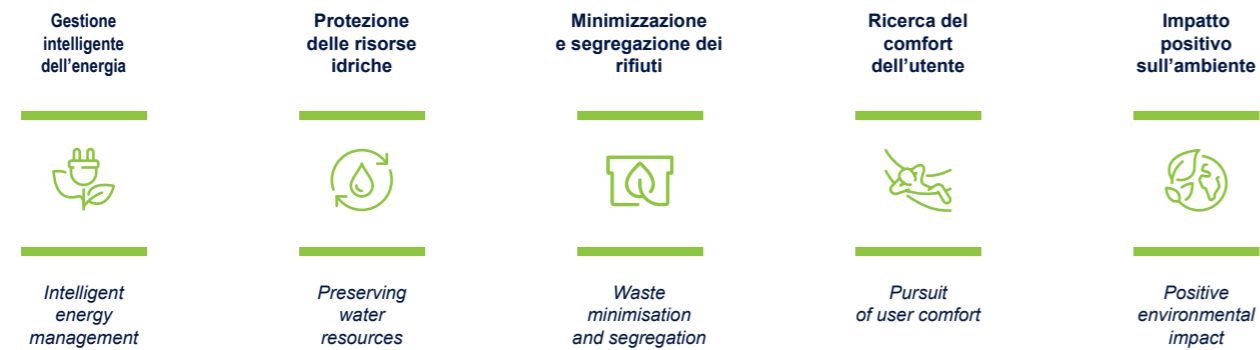 Gestione
intelligente
dell'energia
Protezione
delle risorse
idriche
Minimizzazione
e segregazione dei
rifiuti
Ricerca del
comfort
dell'utente
Impatto
positivo
sull'ambiente
Intelligent
energy
management
Preserving
water
resources
Waste
minimisation
and segregation
Pursuit
of user comfort
Positive
environmental
impact